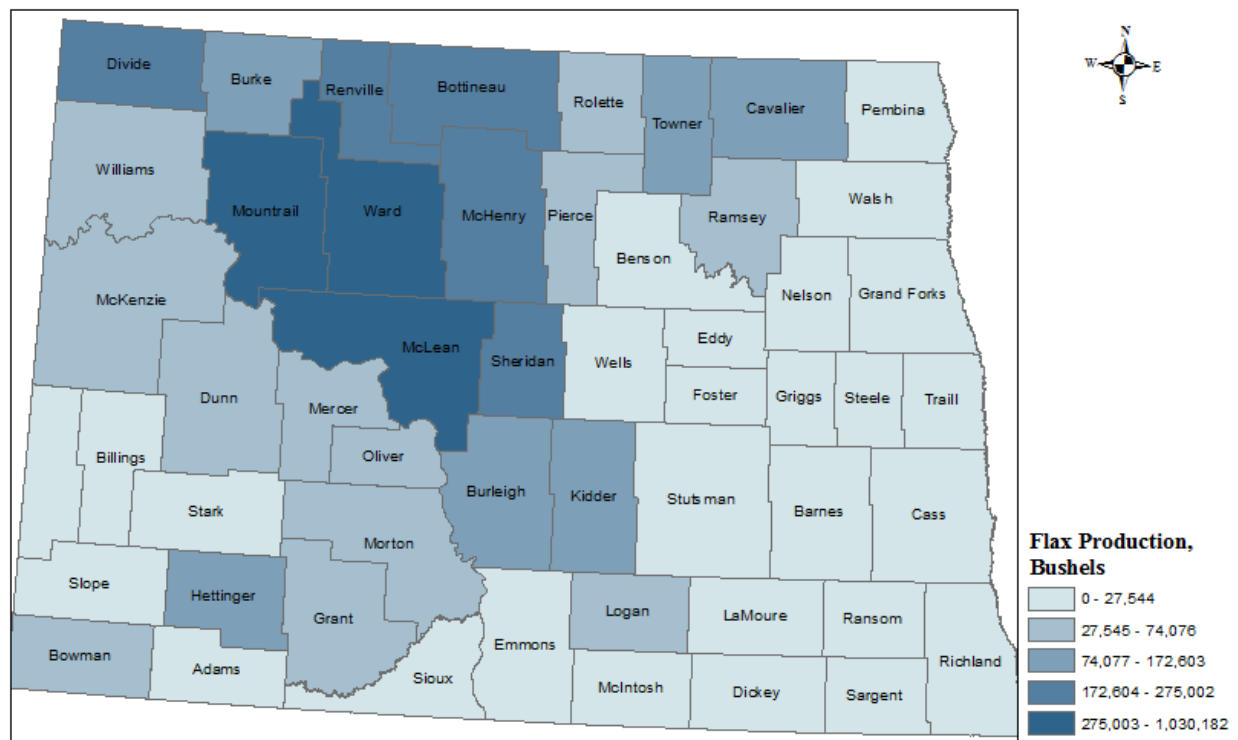 N
W E
S
Divide
Burke
Renville
Bottineau
Rolette
Towner
Cavalier
Pembina
Williams
Mountrail
Ward
McHenry
Pierce
Ramsey
Walsh
Benson
McKenzie
Nelson
Grand Forks
McLean
Sheridan
Wells
Eddy
Foster
Griggs
Steele
Traill
Dunn
Mercer
Oliver
Billings
Burleigh
Kidder
Stutsman
Barnes
Cass
Stark
Morton
Slope
Hettinger
Grant
Logan
LaMoure
Ransom
Richland
Bowman
Adams
Sioux
Emmons
McIntosh
Dickey
Sargent
Flax Production,
Bushels
0 - 27,544
27,545 - 74,076
74,077 - 172,603
172,604 - 275,002
275,003 - 1,030,182